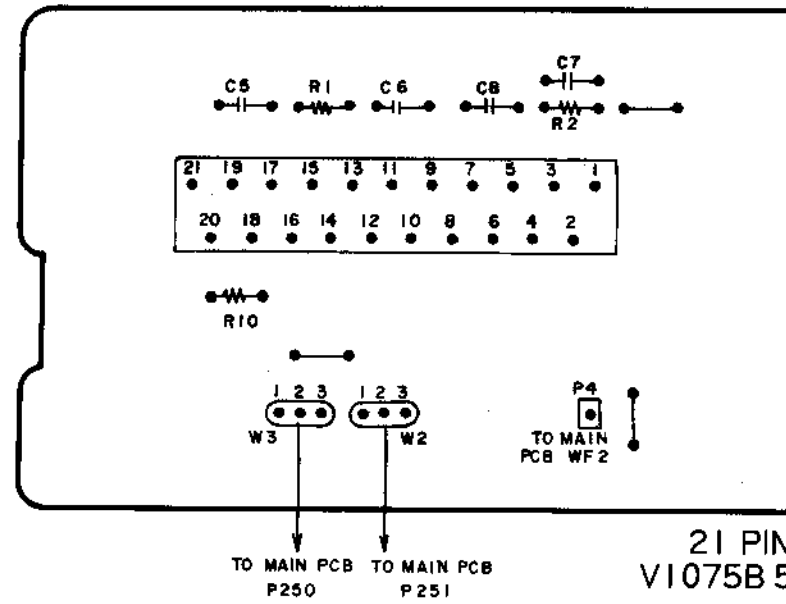 C7
C5 R1 C6 C8
R2
21 19 17 15 13 11 9 7 5 3 1
20 18 16 14 12 10 8 6 4 2
R10
1 2 3 1 2 3 P4
W3 W2 TO MAIN
PCB WF2
TO MAIN PCB TO MAIN PCB
P250 P251
21 PIN
V1075B 5